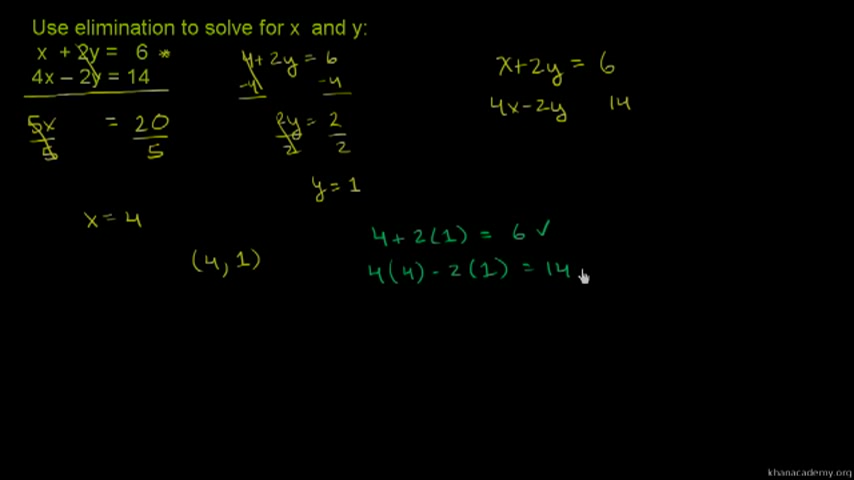 Use elimination to solve for x and y:
x + 2y = 6 *
4x – 2y = 14
5x = 20
5 5
x = 4
(4, 1)
4 + 2y = 6
-4 -4
2y = 2
2 2
y = 1
x + 2y = 6
4x - 2y 14
4 + 2(1) = 6 ✓
4(4) - 2(1) = 14
khanacademy.org